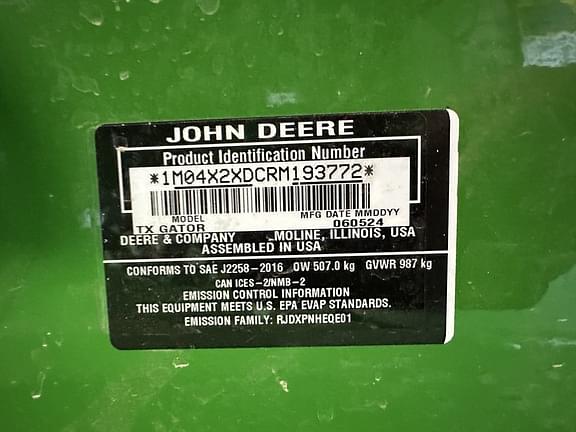 JOHN DEERE
Product Identification Number
*1M04X2XDCRM193772*
MODEL MFG DATE MMDDYY
TX GATOR 060524
DEERE & COMPANY MOLINE, ILLINOIS, USA
ASSEMBLED IN USA
CONFORMS TO SAE J2258-2016 OW 507.0 kg GVWR 987 kg
CAN ICES-2/NMB-2
EMISSION CONTROL INFORMATION
THIS EQUIPMENT MEETS U.S. EPA EVAP STANDARDS.
EMISSION FAMILY: RJDXPNHEQE01